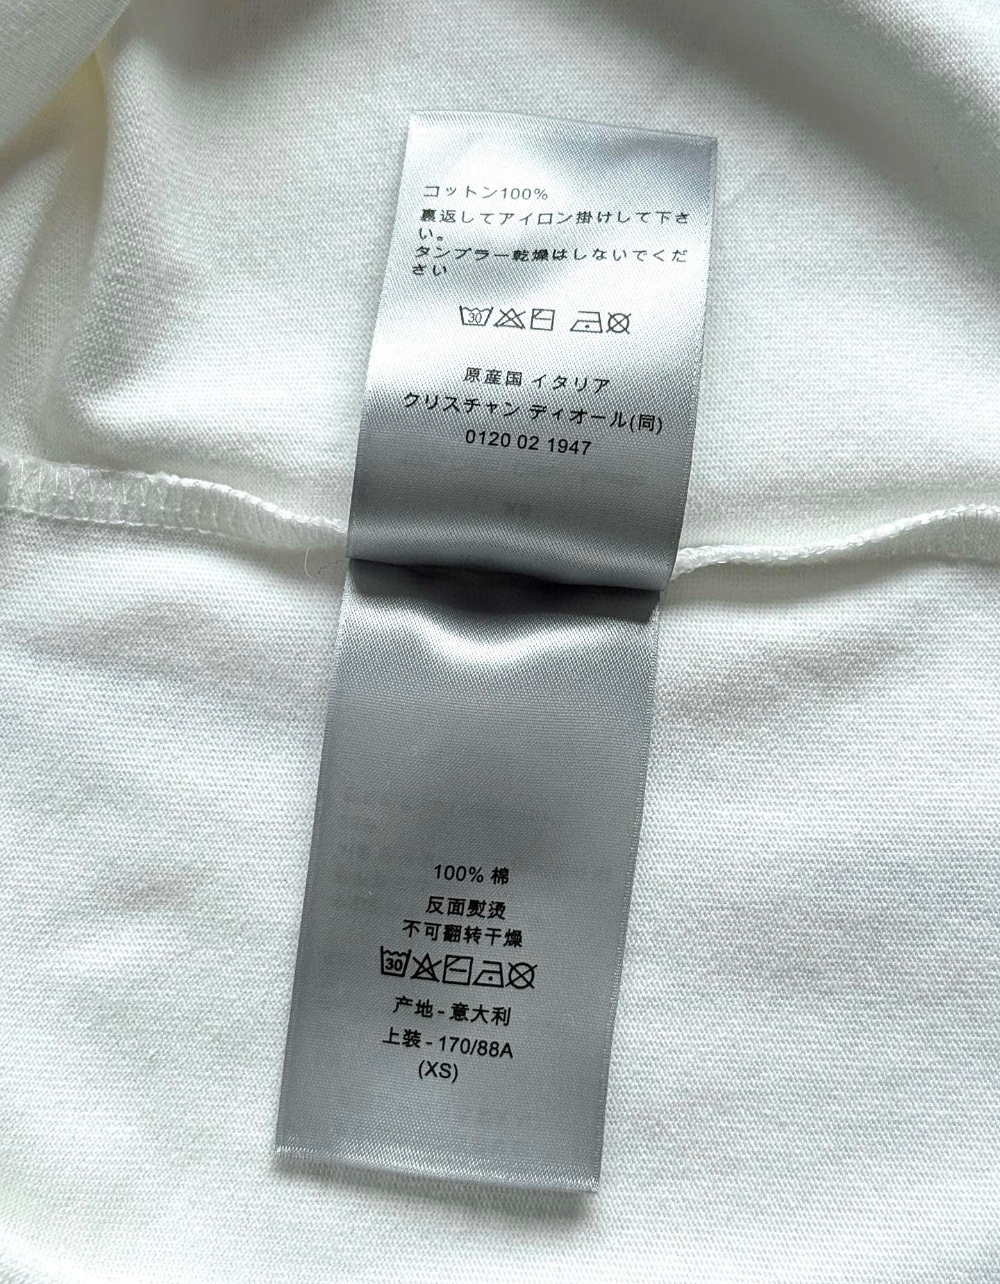 コットン100%
裏返してアイロン掛けして下さ
い。
タンブラー乾燥はしないでくだ
さい
30
原産国 イタリア
クリスチャン ディオール(同)
0120 02 1947
100% 棉
反面熨烫
不可翻转干燥
30
产地 - 意大利
上装 - 170/88A
(XS)